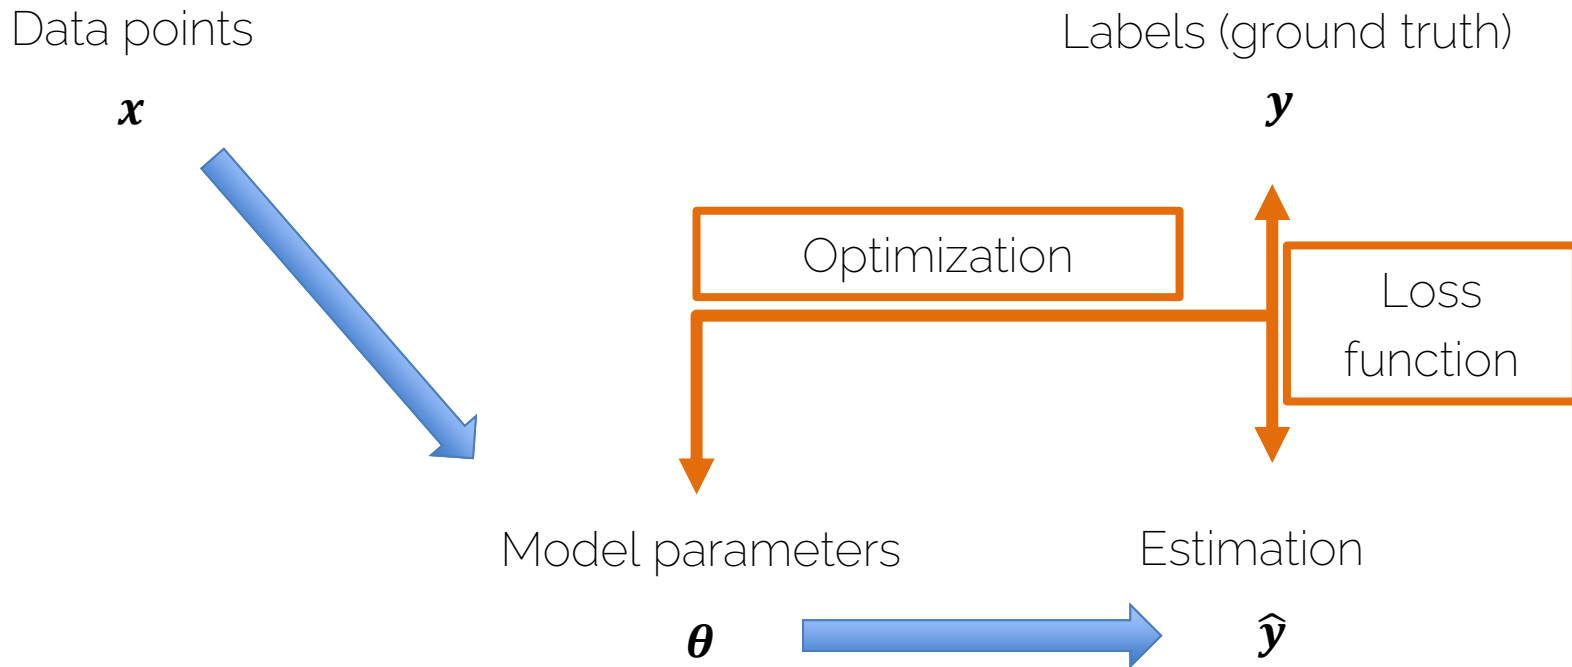 Data points
x
Labels (ground truth)
y
Optimization
Loss
function
Model parameters
θ
Estimation
ŷ